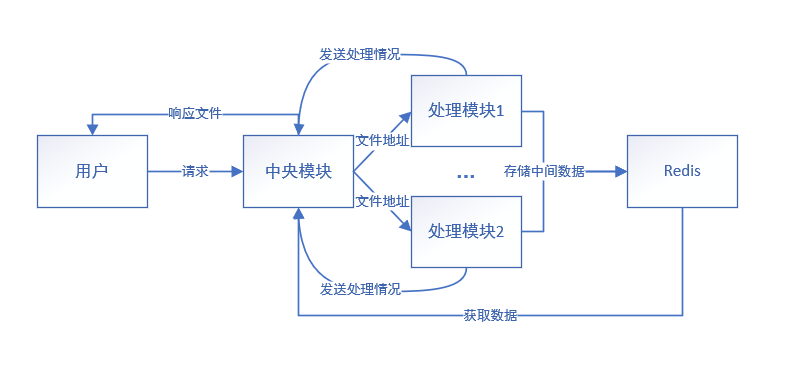 发送处理情况
处理模块1
响应文件
文件地址
用户
请求
中央模块
...
存储中间数据
Redis
文件地址
处理模块2
发送处理情况
获取数据